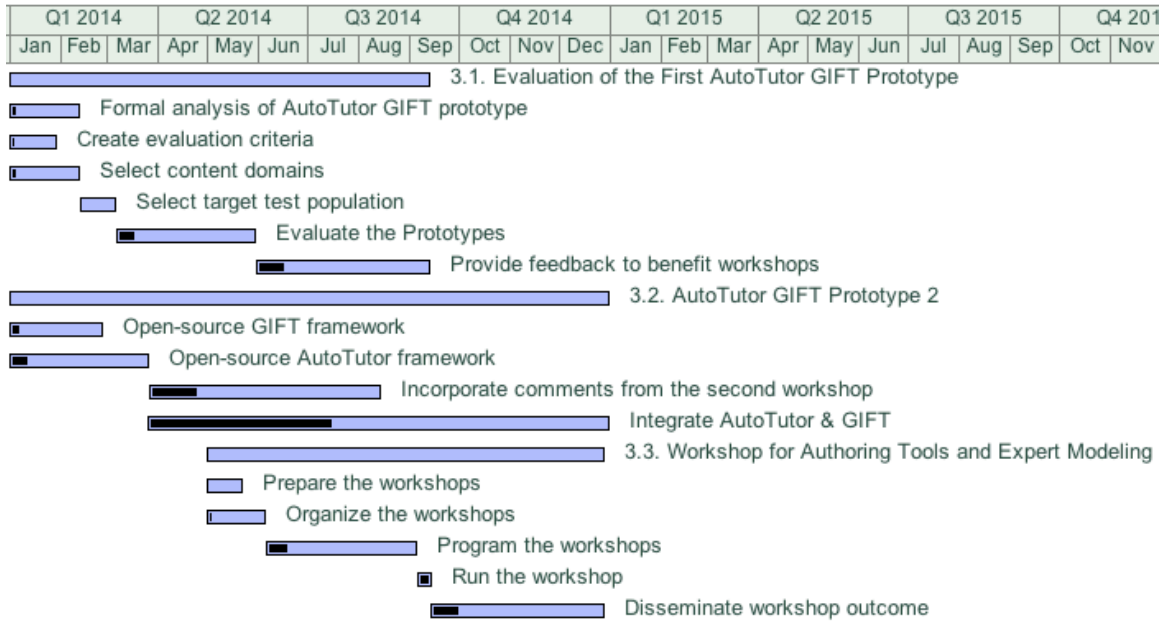 Q1 2014 Q2 2014 Q3 2014 Q4 2014 Q1 2015 Q2 2015 Q3 2015 Q4 201
Jan Feb Mar Apr May Jun Jul Aug Sep Oct Nov Dec Jan Feb Mar Apr May Jun Jul Aug Sep Oct Nov
3.1. Evaluation of the First AutoTutor GIFT Prototype
Formal analysis of AutoTutor GIFT prototype
Create evaluation criteria
Select content domains
Select target test population
Evaluate the Prototypes
Provide feedback to benefit workshops
3.2. AutoTutor GIFT Prototype 2
Open-source GIFT framework
Open-source AutoTutor framework
Incorporate comments from the second workshop
Integrate AutoTutor & GIFT
3.3. Workshop for Authoring Tools and Expert Modeling
Prepare the workshops
Organize the workshops
Program the workshops
Run the workshop
Disseminate workshop outcome